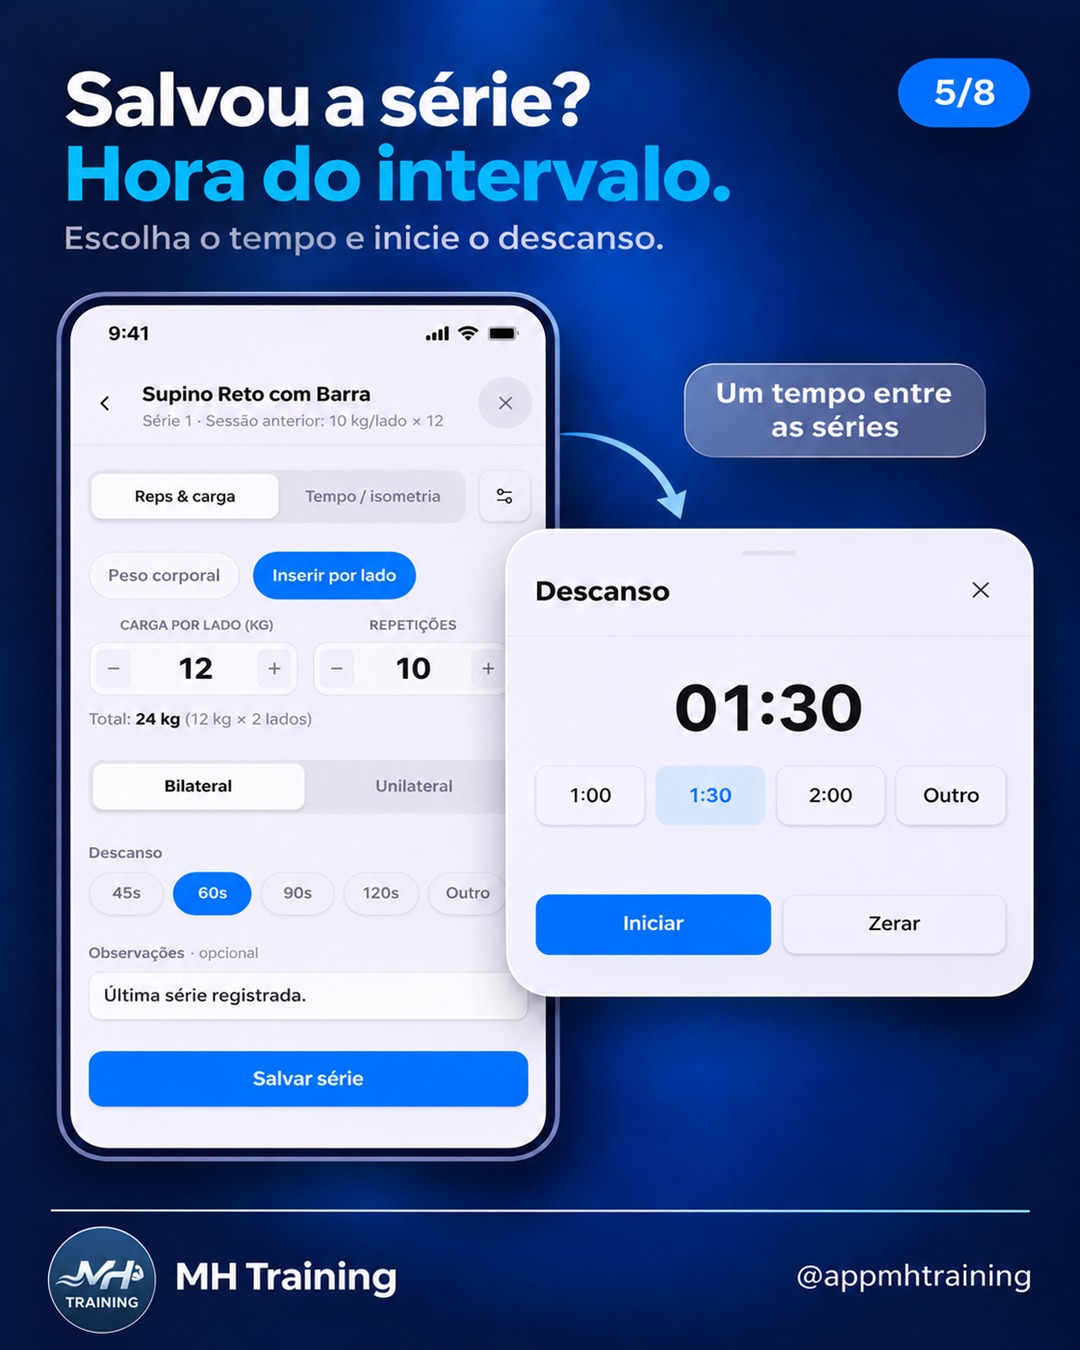 Salvou a série?
5/8
Hora do intervalo.
Escolha o tempo e inicie o descanso.
9:41
Supino Reto com Barra
Série 1 · Sessão anterior: 10 kg/lado × 12
Reps & carga
Tempo / isometria
Peso corporal
Inserir por lado
CARGA POR LADO (KG)
REPETIÇÕES
− 12 +
− 10 +
Total: 24 kg (12 kg × 2 lados)
Bilateral
Unilateral
Descanso
45s
60s
90s
120s
Outro
Observações · opcional
Última série registrada.
Salvar série
Um tempo entre
as séries
Descanso
01:30
1:00
1:30
2:00
Outro
Iniciar
Zerar
MH
TRAINING
MH Training
@appmhtraining